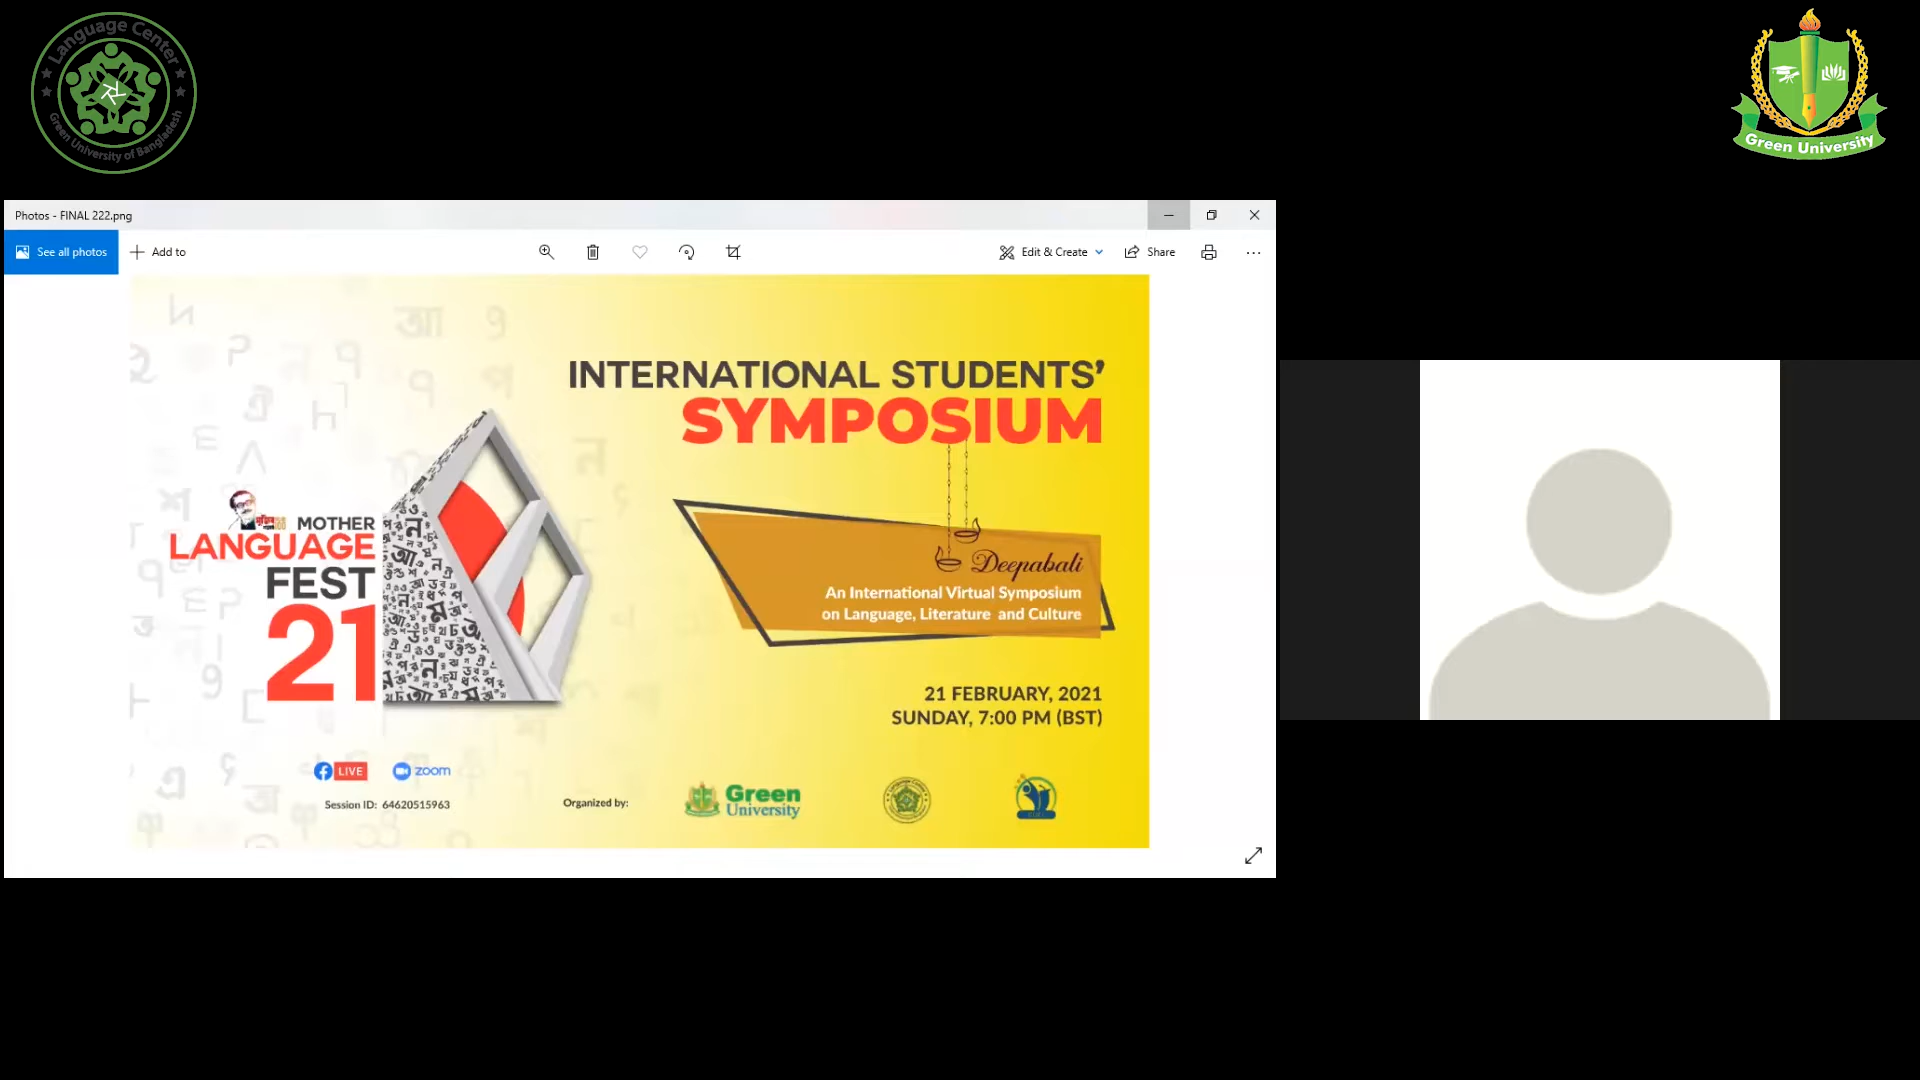 Language Center
Green University of Bangladesh
Green University
Photos - FINAL 222.png
See all photos
Add to
Edit & Create
Share
INTERNATIONAL STUDENTS’
SYMPOSIUM
MOTHER
LANGUAGE
FEST
21
Deepabali
An International Virtual Symposium
on Language, Literature and Culture
21 FEBRUARY, 2021
SUNDAY, 7:00 PM (BST)
LIVE
zoom
Session ID: 64620515963
Organized by:
Green
University